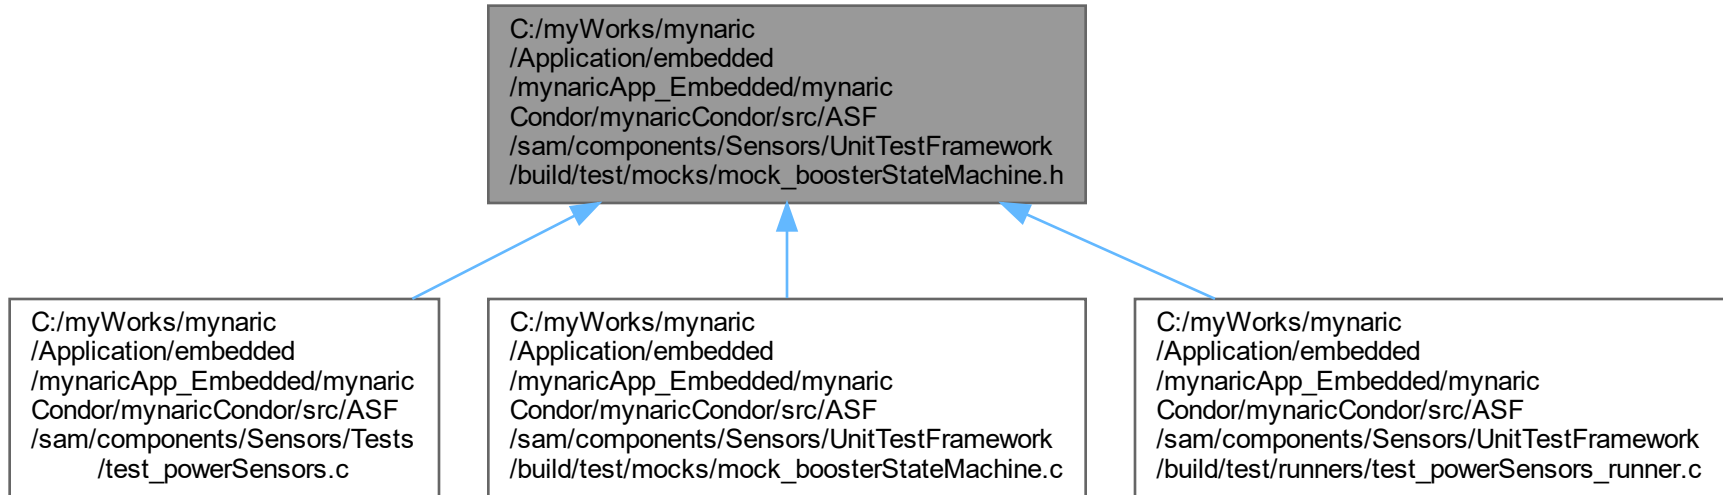 C:/myWorks/mynaric
/Application/embedded
/mynaricApp_Embedded/mynaric
Condor/mynaricCondor/src/ASF
/sam/components/Sensors/UnitTestFramework
/build/test/mocks/mock_boosterStateMachine.h
C:/myWorks/mynaric
/Application/embedded
/mynaricApp_Embedded/mynaric
Condor/mynaricCondor/src/ASF
/sam/components/Sensors/Tests
/test_powerSensors.c
C:/myWorks/mynaric
/Application/embedded
/mynaricApp_Embedded/mynaric
Condor/mynaricCondor/src/ASF
/sam/components/Sensors/UnitTestFramework
/build/test/mocks/mock_boosterStateMachine.c
C:/myWorks/mynaric
/Application/embedded
/mynaricApp_Embedded/mynaric
Condor/mynaricCondor/src/ASF
/sam/components/Sensors/UnitTestFramework
/build/test/runners/test_powerSensors_runner.c